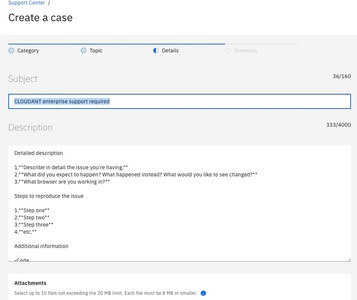 Support Center /
Create a case
Category
Topic
Details
Summary
Subject
36/160
CLOUDANT enterprise support required
Description
333/4000
Detailed description
1.**Describe in detail the issue you're having.**
2.**What did you expect to happen? What happened instead? What would you like to see changed?**
3.**What browser are you working in?**
Steps to reproduce the issue
1.**Step one**
2.**Step two**
3.**Step three**
4.**etc.**
Additional information
-Code
Attachments
Select up to 10 files not exceeding the 20 MB limit. Each file must be 8 MB or smaller.